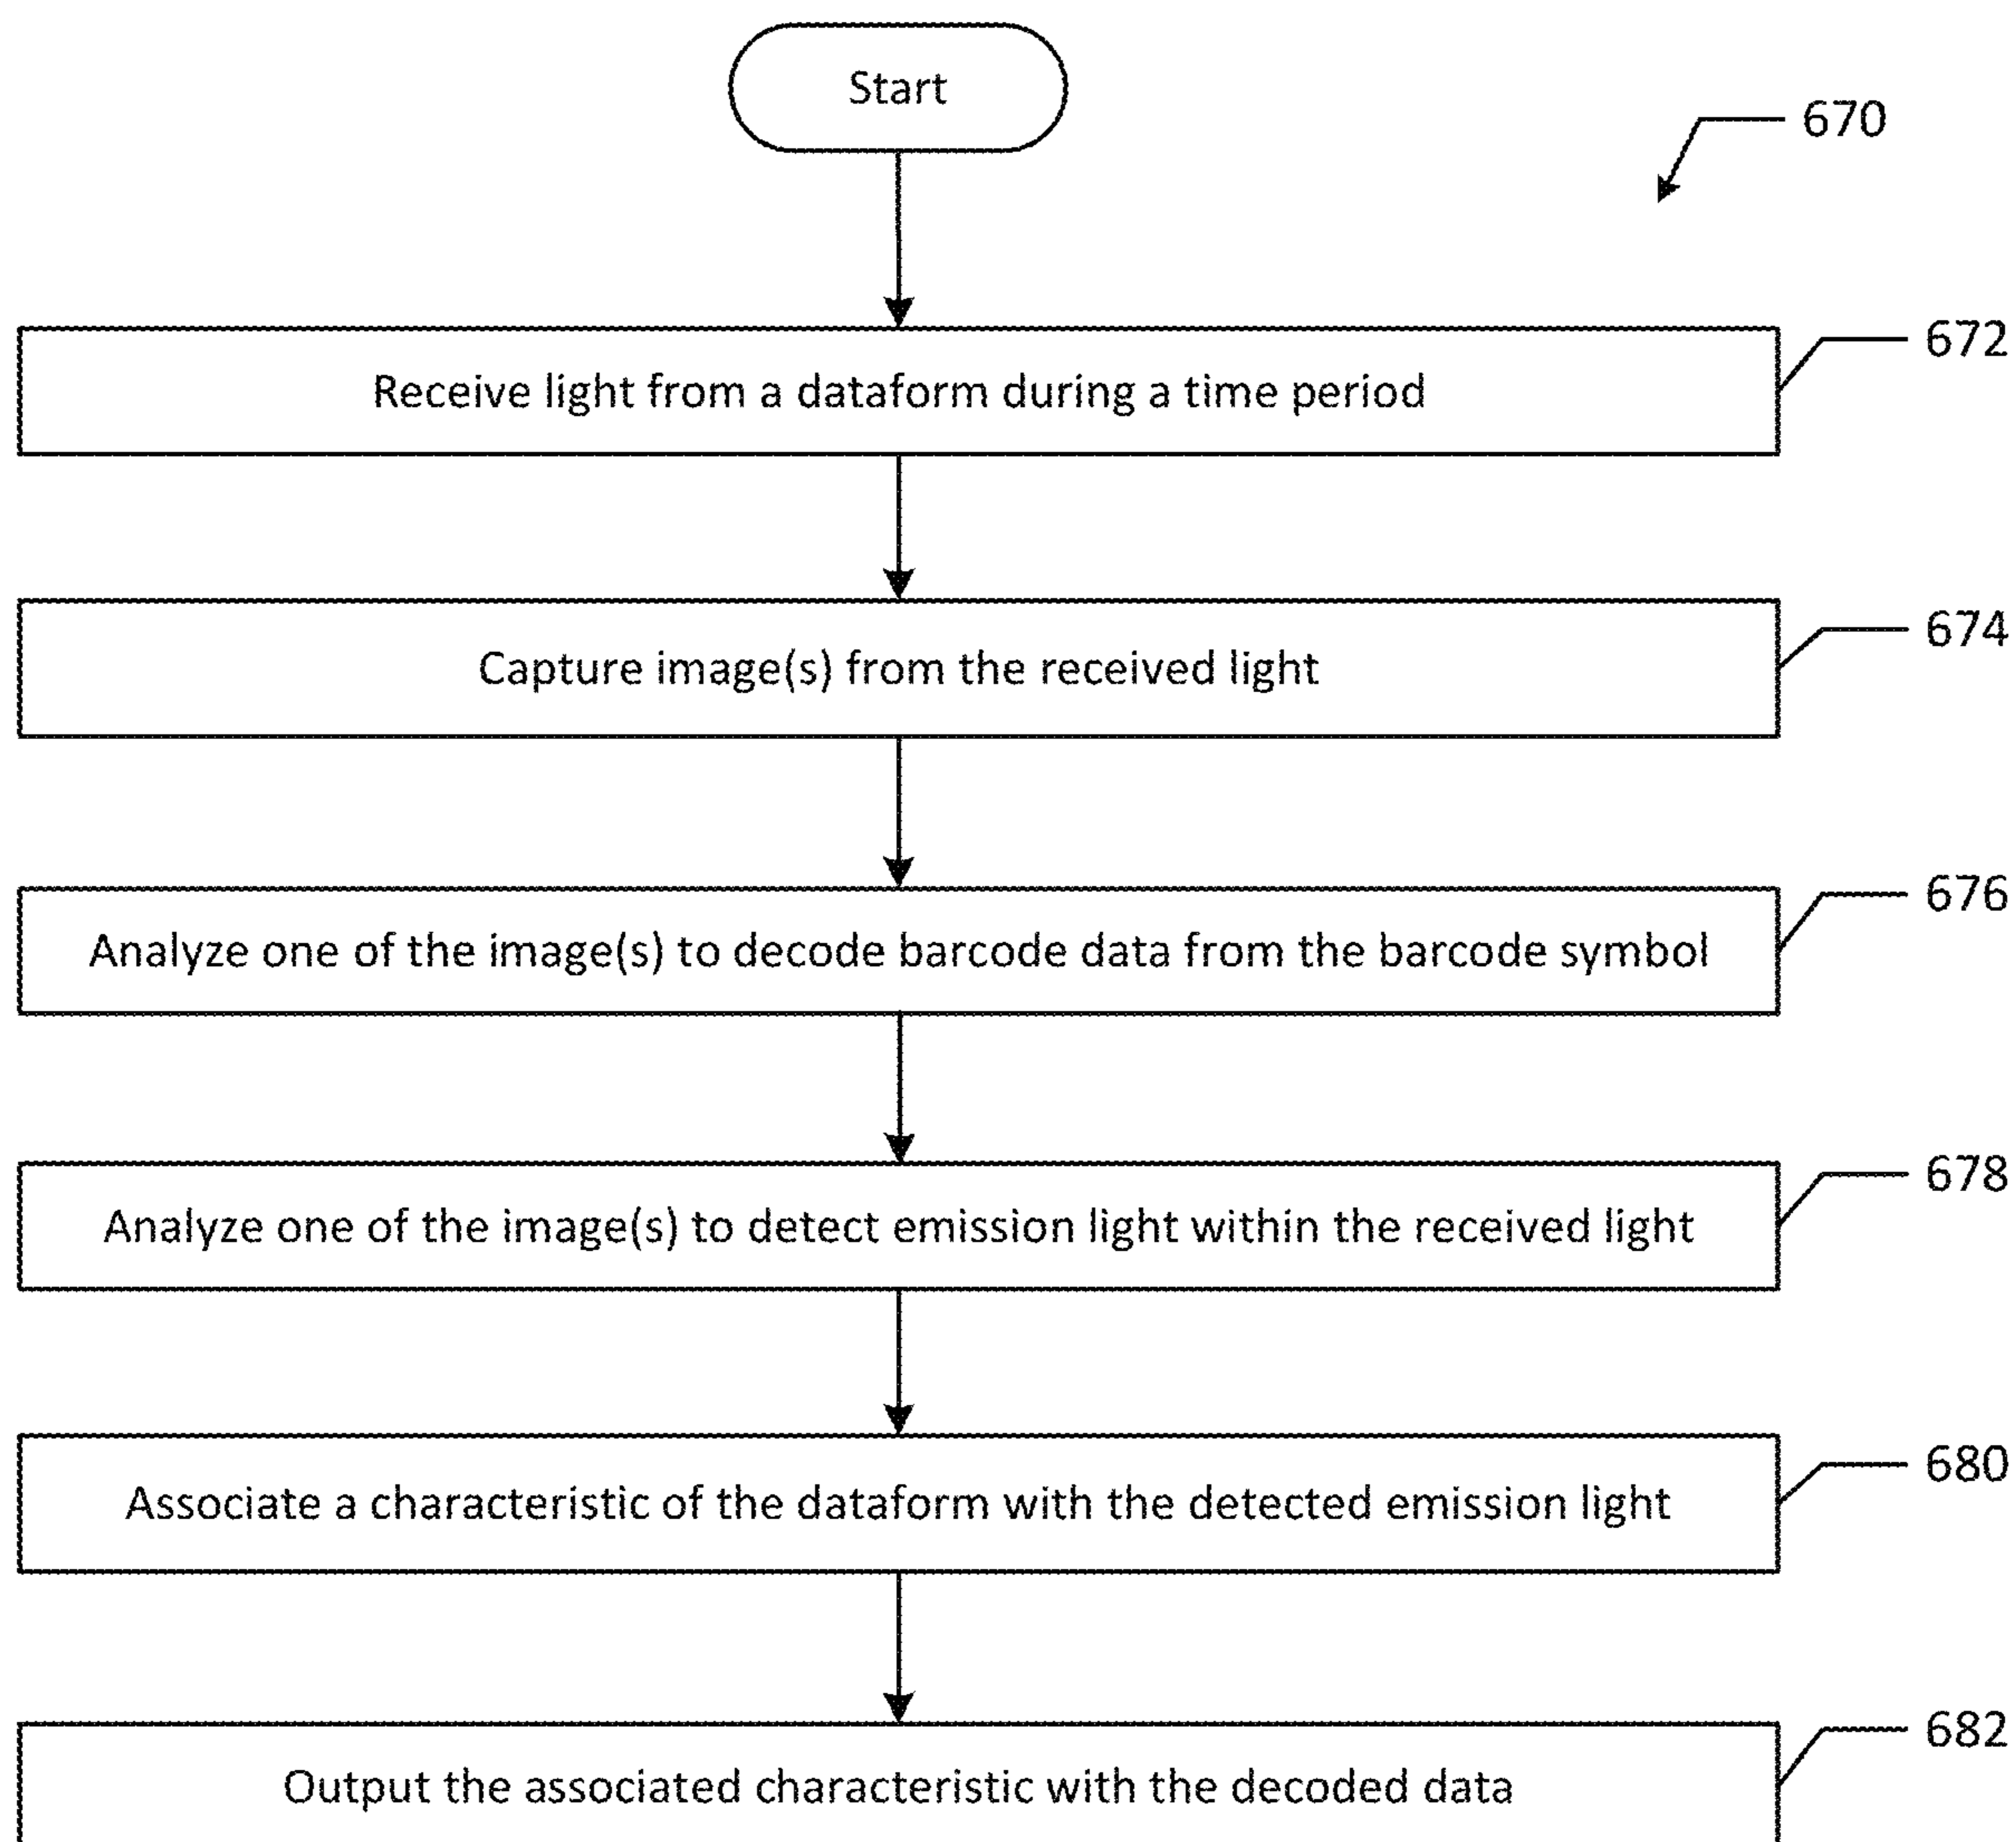 Start
670
Receive light from a dataform during a time period
672
Capture image(s) from the received light
674
Analyze one of the image(s) to decode barcode data from the barcode symbol
676
Analyze one of the image(s) to detect emission light within the received light
678
Associate a characteristic of the dataform with the detected emission light
680
Output the associated characteristic with the decoded data
682